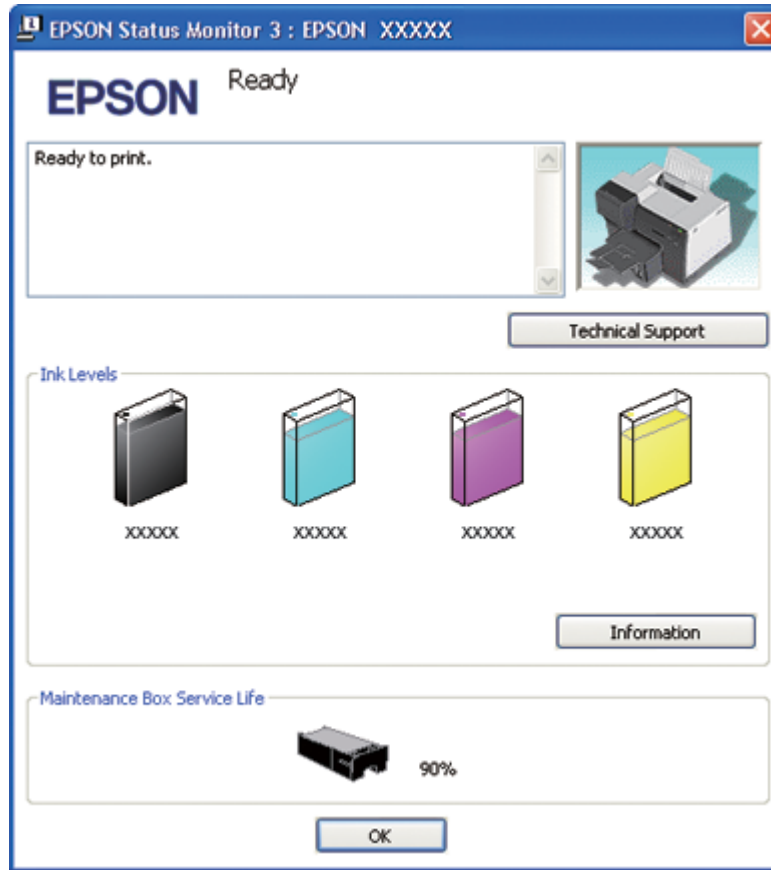 EPSON Status Monitor 3 : EPSON XXXXX
EPSON
Ready
Ready to print.
Technical Support
Ink Levels
XXXXX XXXXX XXXXX XXXXX
Information
Maintenance Box Service Life
90%
OK